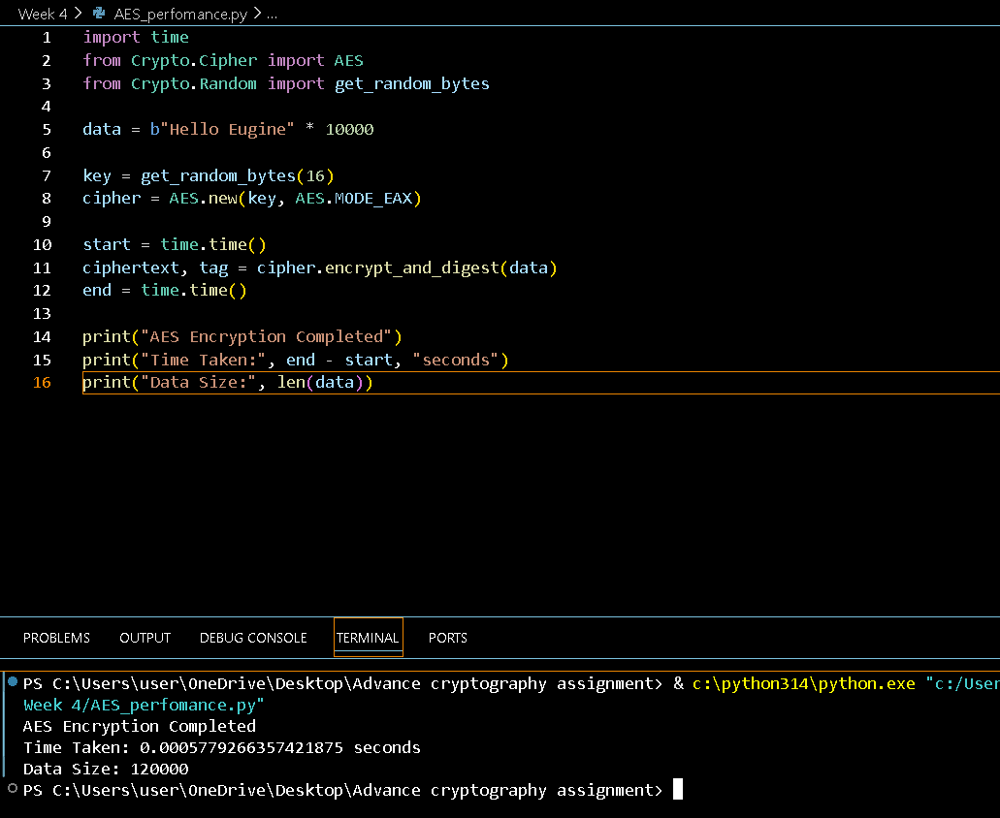 Week 4 > AES_perfomance.py > ...
1 import time
2 from Crypto.Cipher import AES
3 from Crypto.Random import get_random_bytes
4
5 data = b"Hello Eugine" * 10000
6
7 key = get_random_bytes(16)
8 cipher = AES.new(key, AES.MODE_EAX)
9
10 start = time.time()
11 ciphertext, tag = cipher.encrypt_and_digest(data)
12 end = time.time()
13
14 print("AES Encryption Completed")
15 print("Time Taken:", end - start, "seconds")
16 print("Data Size:", len(data))
PROBLEMS OUTPUT DEBUG CONSOLE TERMINAL PORTS
PS C:\Users\user\OneDrive\Desktop\Advance cryptography assignment> & c:\python314\python.exe "c:/User
Week 4/AES_perfomance.py"
AES Encryption Completed
Time Taken: 0.0005779266357421875 seconds
Data Size: 120000
PS C:\Users\user\OneDrive\Desktop\Advance cryptography assignment>